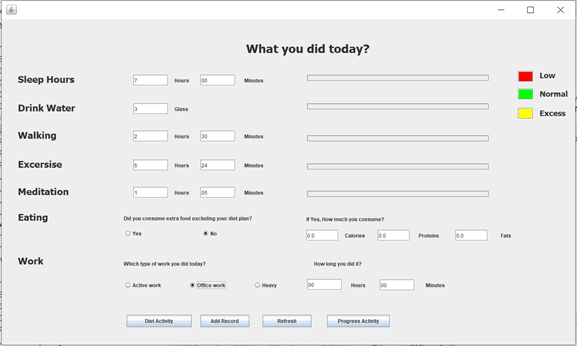 What you did today?
Sleep Hours 7 Hours 00 Minutes Low
Normal
Drink Water 3 Glass Excess
Walking 2 Hours 30 Minutes
Excersise 5 Hours 24 Minutes
Meditation 1 Hours 05 Minutes
Eating Did you consume extra food excluding your diet plan? If Yes, How much you consume?
Yes No 0.0 Calories 0.0 Proteins 0.0 Fats
Work Which type of work you did today? How long you did it?
Active work Office work Heavy 00 Hours 00 Minutes
Diet Activity Add Record Refresh Progress Activity